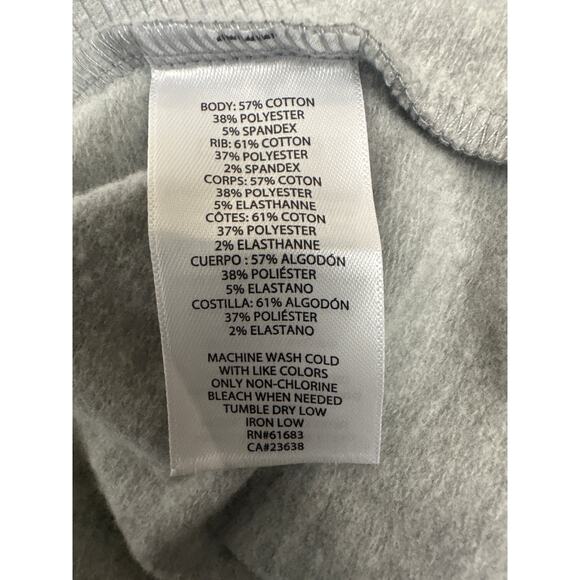 BODY: 57% COTTON
38% POLYESTER
5% SPANDEX
RIB: 61% COTTON
37% POLYESTER
2% SPANDEX
CORPS: 57% COTON
38% POLYESTER
5% ELASTHANNE
CÔTES: 61% COTON
37% POLYESTER
2% ELASTHANNE
CUERPO : 57% ALGODÓN
38% POLIÉSTER
5% ELASTANO
COSTILLA: 61% ALGODÓN
37% POLIÉSTER
2% ELASTANO
MACHINE WASH COLD
WITH LIKE COLORS
ONLY NON-CHLORINE
BLEACH WHEN NEEDED
TUMBLE DRY LOW
IRON LOW
RN#61683
CA#23638